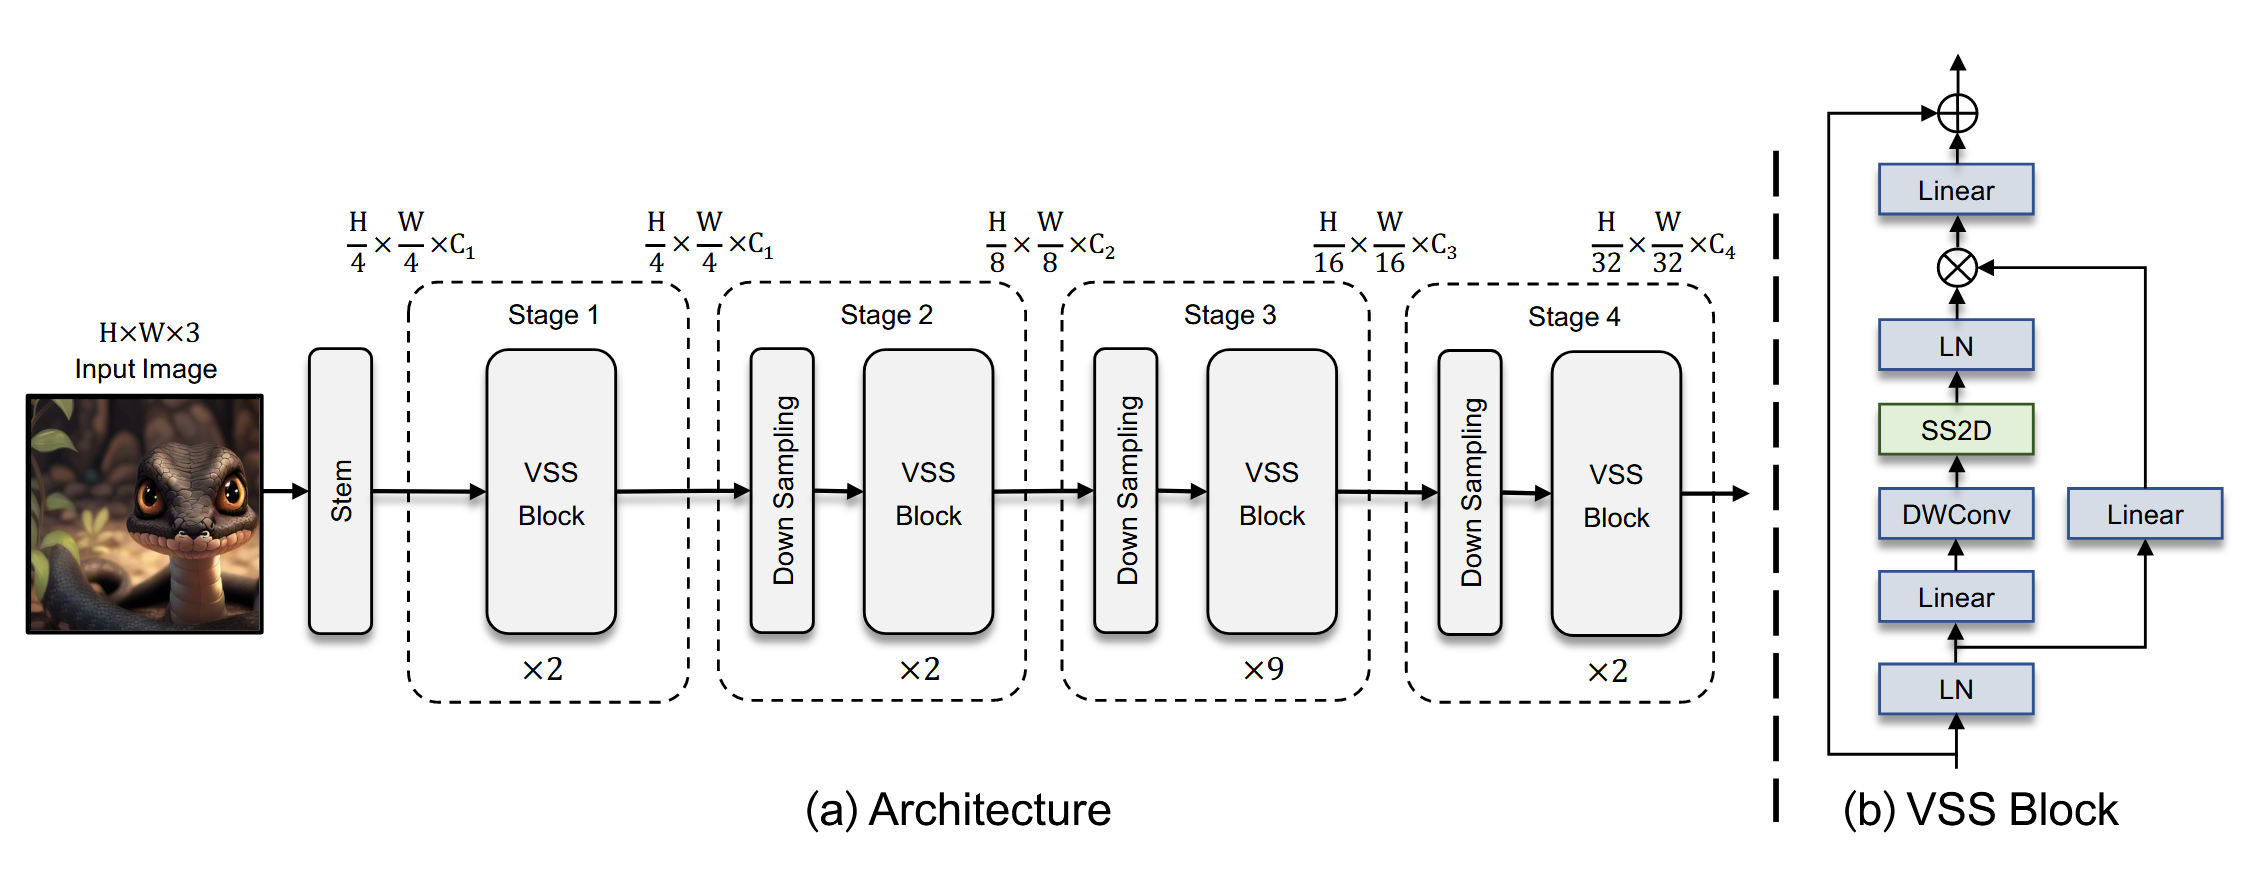 H×W×3
Input Image
Stem
H/4 × W/4 ×C₁
Stage 1
VSS
Block
×2
H/4 × W/4 ×C₁
Stage 2
Down Sampling
VSS
Block
×2
H/8 × W/8 ×C₂
Stage 3
Down Sampling
VSS
Block
×9
H/16 × W/16 ×C₃
Stage 4
Down Sampling
VSS
Block
×2
H/32 × W/32 ×C₄
(a) Architecture
Linear
LN
SS2D
DWConv
Linear
Linear
LN
(b) VSS Block